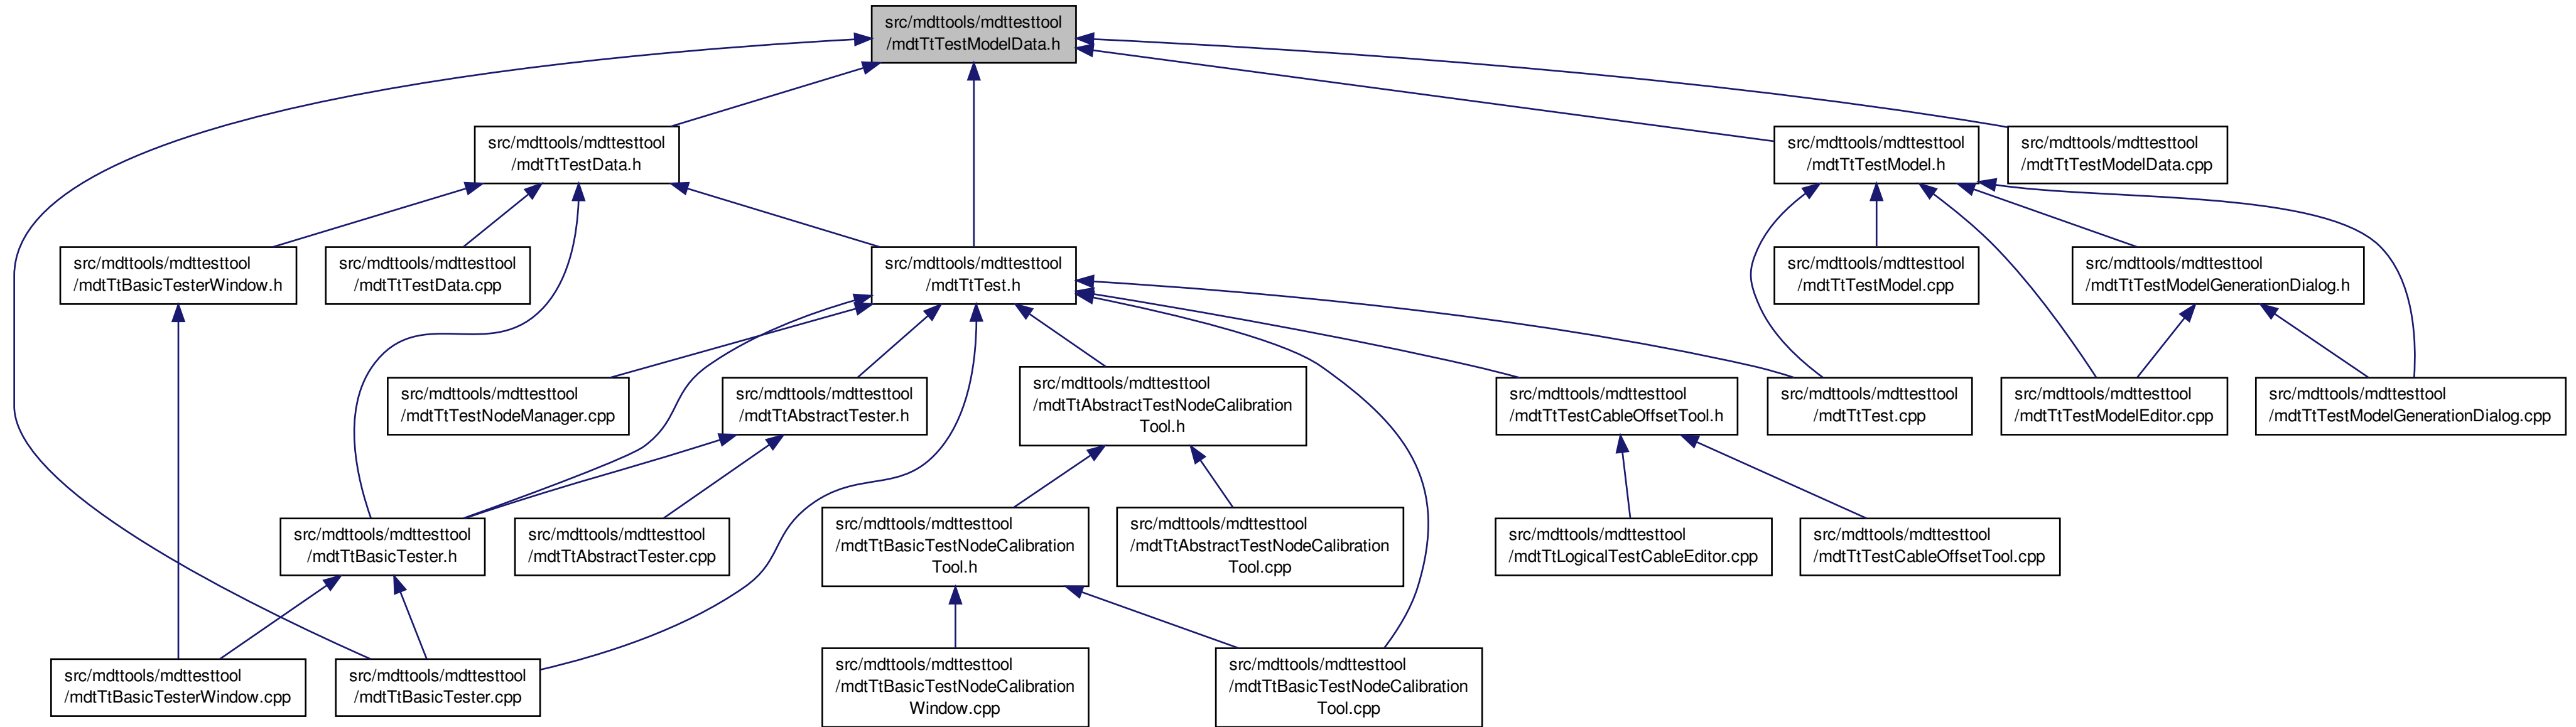 src/mdttools/mdttesttool
/mdtTtTestModelData.h
src/mdttools/mdttesttool
/mdtTtTestData.h
src/mdttools/mdttesttool
/mdtTtTestModel.h
src/mdttools/mdttesttool
/mdtTtTestModelData.cpp
src/mdttools/mdttesttool
/mdtTtBasicTesterWindow.h
src/mdttools/mdttesttool
/mdtTtTestData.cpp
src/mdttools/mdttesttool
/mdtTtTest.h
src/mdttools/mdttesttool
/mdtTtTestModel.cpp
src/mdttools/mdttesttool
/mdtTtTestModelGenerationDialog.h
src/mdttools/mdttesttool
/mdtTtTestNodeManager.cpp
src/mdttools/mdttesttool
/mdtTtAbstractTester.h
src/mdttools/mdttesttool
/mdtTtAbstractTestNodeCalibration
Tool.h
src/mdttools/mdttesttool
/mdtTtTestCableOffsetTool.h
src/mdttools/mdttesttool
/mdtTtTest.cpp
src/mdttools/mdttesttool
/mdtTtTestModelEditor.cpp
src/mdttools/mdttesttool
/mdtTtTestModelGenerationDialog.cpp
src/mdttools/mdttesttool
/mdtTtBasicTester.h
src/mdttools/mdttesttool
/mdtTtAbstractTester.cpp
src/mdttools/mdttesttool
/mdtTtBasicTestNodeCalibration
Tool.h
src/mdttools/mdttesttool
/mdtTtAbstractTestNodeCalibration
Tool.cpp
src/mdttools/mdttesttool
/mdtTtLogicalTestCableEditor.cpp
src/mdttools/mdttesttool
/mdtTtTestCableOffsetTool.cpp
src/mdttools/mdttesttool
/mdtTtBasicTesterWindow.cpp
src/mdttools/mdttesttool
/mdtTtBasicTester.cpp
src/mdttools/mdttesttool
/mdtTtBasicTestNodeCalibration
Window.cpp
src/mdttools/mdttesttool
/mdtTtBasicTestNodeCalibration
Tool.cpp